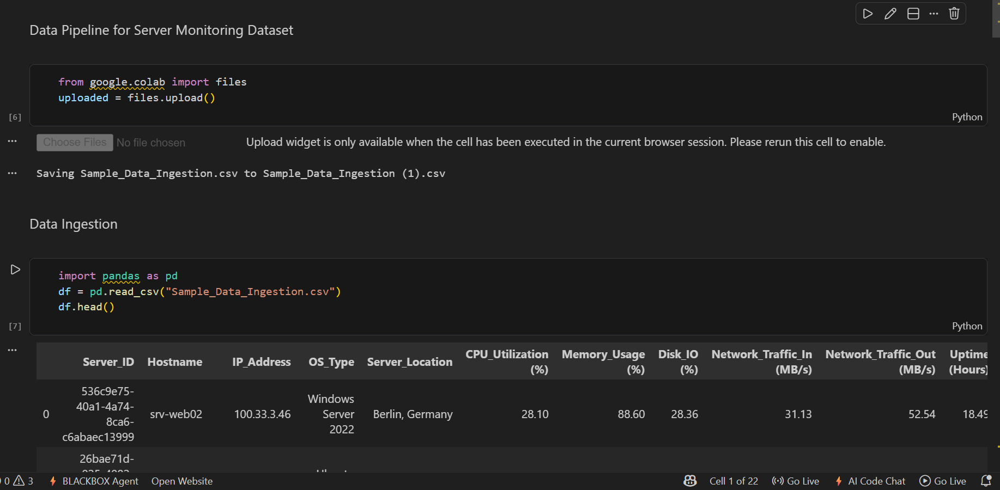 Data Pipeline for Server Monitoring Dataset
from google.colab import files
uploaded = files.upload()
[6]
Python
Choose Files No file chosen Upload widget is only available when the cell has been executed in the current browser session. Please rerun this cell to enable.
Saving Sample_Data_Ingestion.csv to Sample_Data_Ingestion (1).csv
Data Ingestion
import pandas as pd
df = pd.read_csv("Sample_Data_Ingestion.csv")
df.head()
[7]
Python
Server_ID Hostname IP_Address OS_Type Server_Location CPU_Utilization (%) Memory_Usage (%) Disk_IO (%) Network_Traffic_In (MB/s) Network_Traffic_Out (MB/s) Uptime (Hours)
0 536c9e75-40a1-4a74-8ca6-c6abaec13999 srv-web02 100.33.3.46 Windows Server 2022 Berlin, Germany 28.10 88.60 28.36 31.13 52.54 18.49
26bae71d-
0 3 BLACKBOX Agent Open Website Cell 1 of 22 Go Live AI Code Chat Go Live